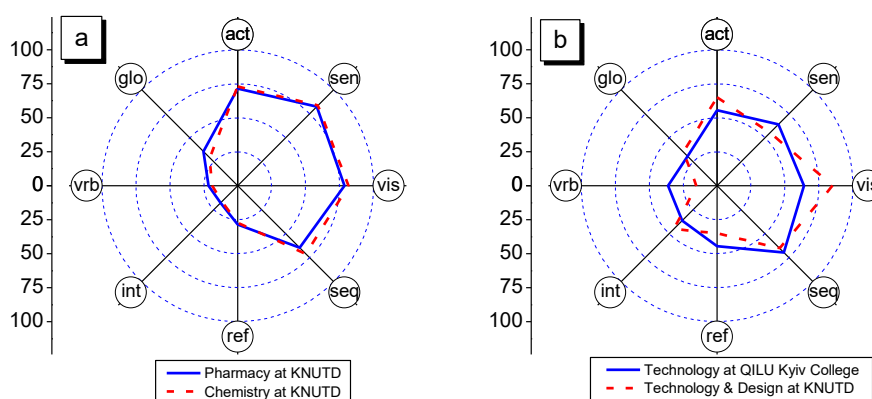 a
act
100
75
50
25
0
25
50
75
100
glo
sen
vrb
vis
int
seq
ref
Pharmacy at KNUTD
Chemistry at KNUTD
b
act
100
75
50
25
0
25
50
75
100
glo
sen
vrb
vis
int
seq
ref
Technology at QILU Kyiv College
Technology & Design at KNUTD